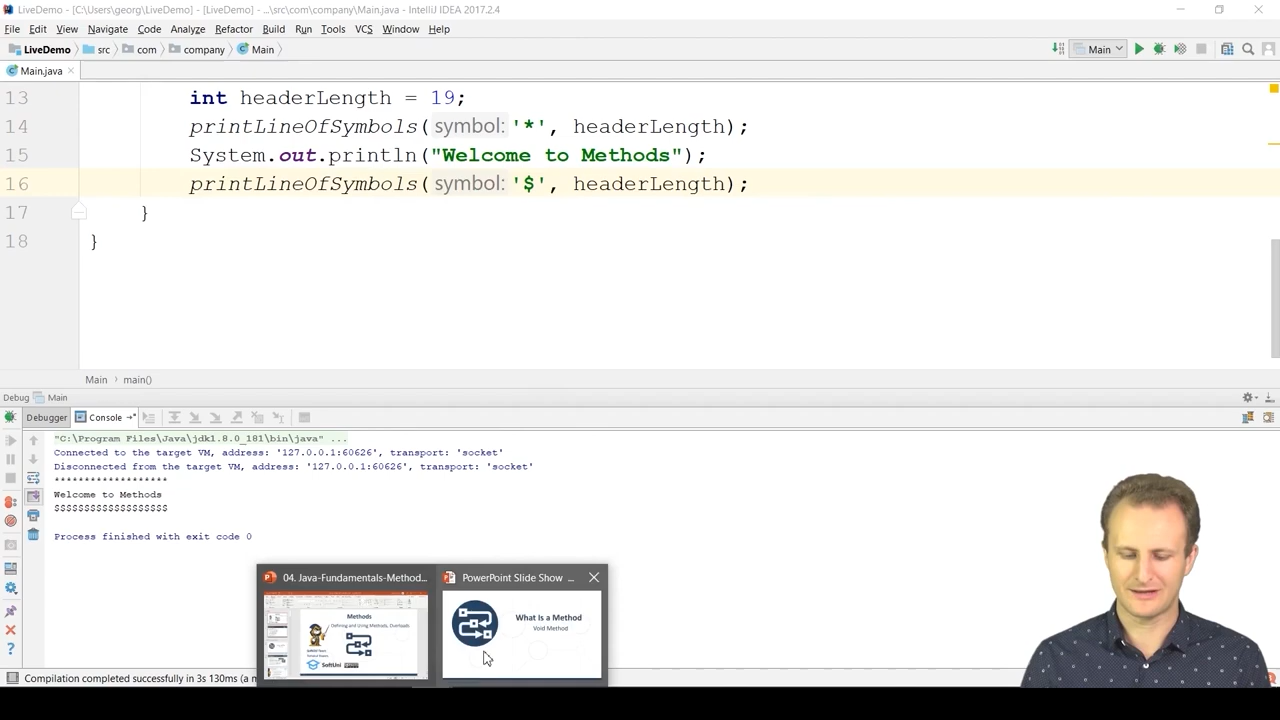 LiveDemo - [C:\Users\georg\LiveDemo] - [LiveDemo] - ...\src\com\company\Main.java - IntelliJ IDEA 2017.2.4
File Edit View Navigate Code Analyze Refactor Build Run Tools VCS Window Help
LiveDemo src com company Main
Main
Main.java
13 int headerLength = 19;
14 printLineOfSymbols( symbol: '*', headerLength);
15 System.out.println("Welcome to Methods");
16 printLineOfSymbols( symbol: '$', headerLength);
17 }
18 }
Main main()
Debug Main
Debugger Console
"C:\Program Files\Java\jdk1.8.0_181\bin\java" ...
Connected to the target VM, address: '127.0.0.1:60626', transport: 'socket'
Disconnected from the target VM, address: '127.0.0.1:60626', transport: 'socket'
*******************
Welcome to Methods
$$$$$$$$$$$$$$$$$$$
Process finished with exit code 0
04. Java-Fundamentals-Method...
PowerPoint Slide Show ...
Methods
Defining and Using Methods, Overloads
SoftUni
What Is a Method
Void Method
Compilation completed successfully in 3s 130ms (a m